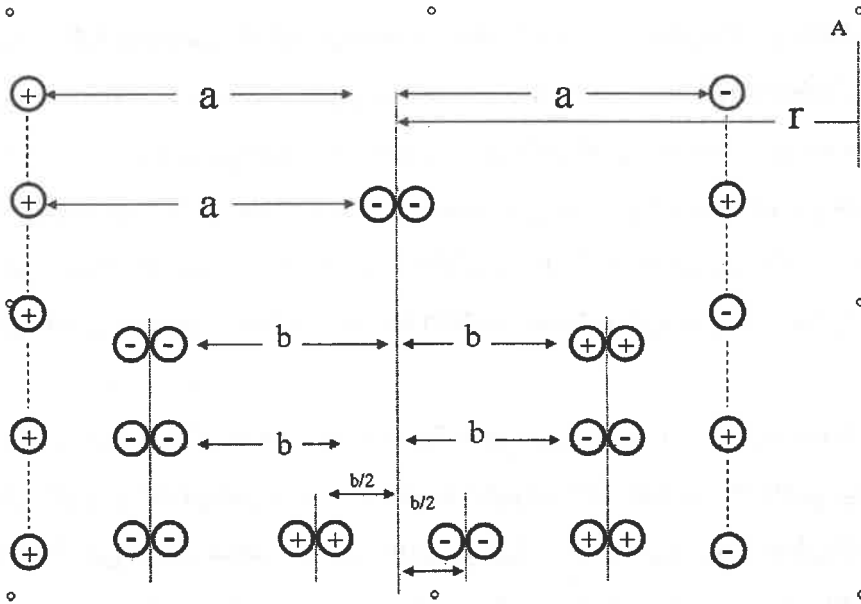 A
+ a a -
r
+ a - - +
+ -
- - b b + +
+ - - b b - - +
b/2 b/2
+ - - + + - - + + -